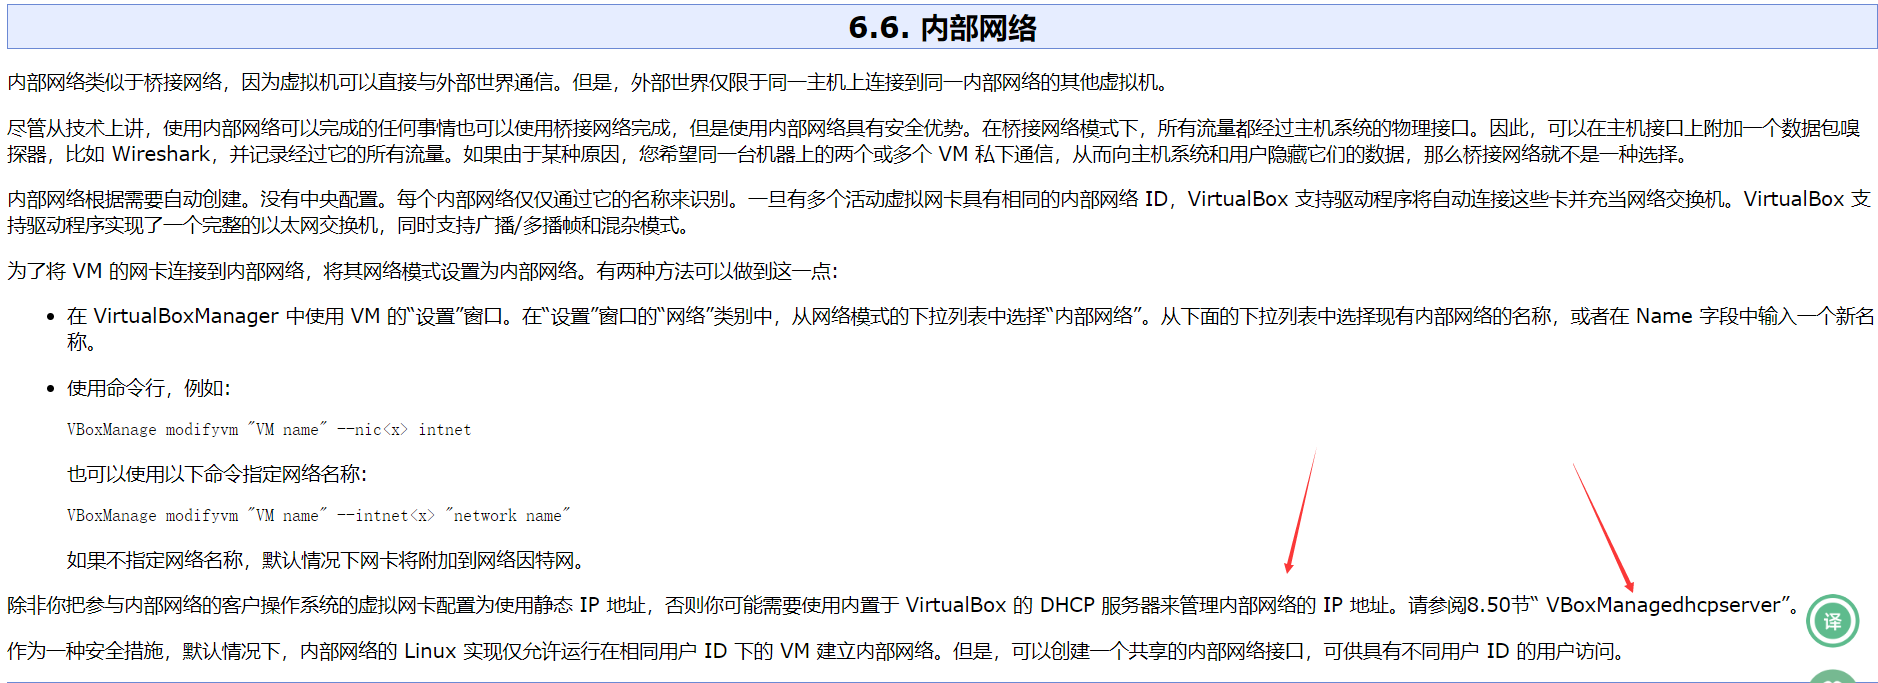 6.6. 内部网络
内部网络类似于桥接网络，因为虚拟机可以直接与外部世界通信。但是，外部世界仅限于同一主机上连接到同一内部网络的其他虚拟机。
尽管从技术上讲，使用内部网络可以完成的任何事情也可以使用桥接网络完成，但是使用内部网络具有安全优势。在桥接网络模式下，所有流量都经过主机系统的物理接口。因此，可以在主机接口上附加一个数据包嗅
探器，比如 Wireshark，并记录经过它的所有流量。如果由于某种原因，您希望同一台机器上的两个或多个 VM 私下通信，从而向主机系统和用户隐藏它们的数据，那么桥接网络就不是一种选择。
内部网络根据需要自动创建。没有中央配置。每个内部网络仅仅通过它的名称来识别。一旦有多个活动虚拟网卡具有相同的内部网络 ID，VirtualBox 支持驱动程序将自动连接这些卡并充当网络交换机。VirtualBox 支
持驱动程序实现了一个完整的以太网交换机，同时支持广播/多播帧和混杂模式。
为了将 VM 的网卡连接到内部网络，将其网络模式设置为内部网络。有两种方法可以做到这一点:
• 在 VirtualBoxManager 中使用 VM 的“设置”窗口。在“设置”窗口的“网络”类别中，从网络模式的下拉列表中选择“内部网络”。从下面的下拉列表中选择现有内部网络的名称，或者在 Name 字段中输入一个新名
称。
• 使用命令行，例如:
VBoxManage modifyvm "VM name" --nic<x> intnet
也可以使用以下命令指定网络名称:
VBoxManage modifyvm "VM name" --intnet<x> "network name"
如果不指定网络名称，默认情况下网卡将附加到网络因特网。
除非你把参与内部网络的客户操作系统的虚拟网卡配置为使用静态 IP 地址，否则你可能需要使用内置于 VirtualBox 的 DHCP 服务器来管理内部网络的 IP 地址。请参阅8.50节“ VBoxManagedhcpserver”。
译
作为一种安全措施，默认情况下，内部网络的 Linux 实现仅允许运行在相同用户 ID 下的 VM 建立内部网络。但是，可以创建一个共享的内部网络接口，可供具有不同用户 ID 的用户访问。